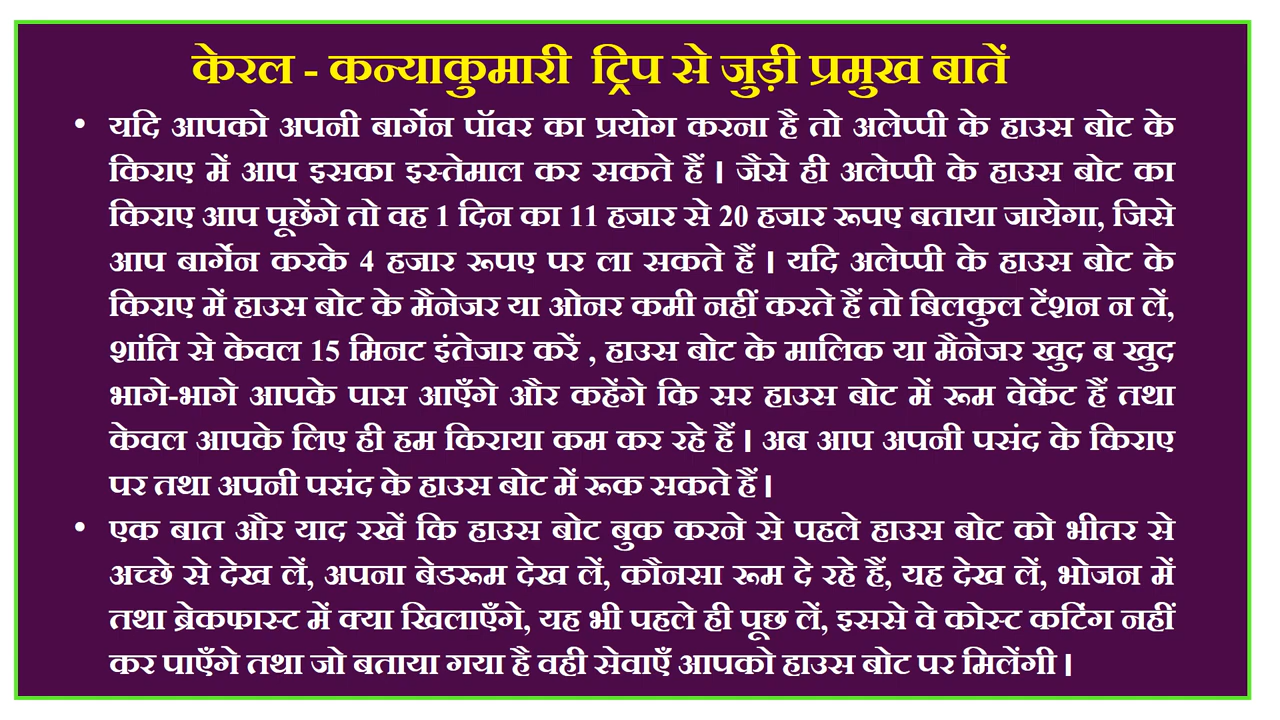 केरल - कन्याकुमारी ट्रिप से जुड़ी प्रमुख बातें
• यदि आपको अपनी बार्गेन पॉवर का प्रयोग करना है तो अलेप्पी के हाउस बोट के
किराए में आप इसका इस्तेमाल कर सकते हैं । जैसे ही अलेप्पी के हाउस बोट का
किराए आप पूछेंगे तो वह 1 दिन का 11 हजार से 20 हजार रूपए बताया जायेगा, जिसे
आप बार्गेन करके 4 हजार रूपए पर ला सकते हैं । यदि अलेप्पी के हाउस बोट के
किराए में हाउस बोट के मैनेजर या ओनर कमी नहीं करते हैं तो बिलकुल टेंशन न लें,
शांति से केवल 15 मिनट इंतेजार करें , हाउस बोट के मालिक या मैनेजर खुद ब खुद
भागे-भागे आपके पास आएँगे और कहेंगे कि सर हाउस बोट में रूम वेकेंट हैं तथा
केवल आपके लिए ही हम किराया कम कर रहे हैं । अब आप अपनी पसंद के किराए
पर तथा अपनी पसंद के हाउस बोट में रूक सकते हैं ।
• एक बात और याद रखें कि हाउस बोट बुक करने से पहले हाउस बोट को भीतर से
अच्छे से देख लें, अपना बेडरूम देख लें, कौनसा रूम दे रहे हैं, यह देख लें, भोजन में
तथा ब्रेकफास्ट में क्या खिलाएँगे, यह भी पहले ही पूछ लें, इससे वे कोस्ट कटिंग नहीं
कर पाएँगे तथा जो बताया गया है वही सेवाएँ आपको हाउस बोट पर मिलेंगी ।